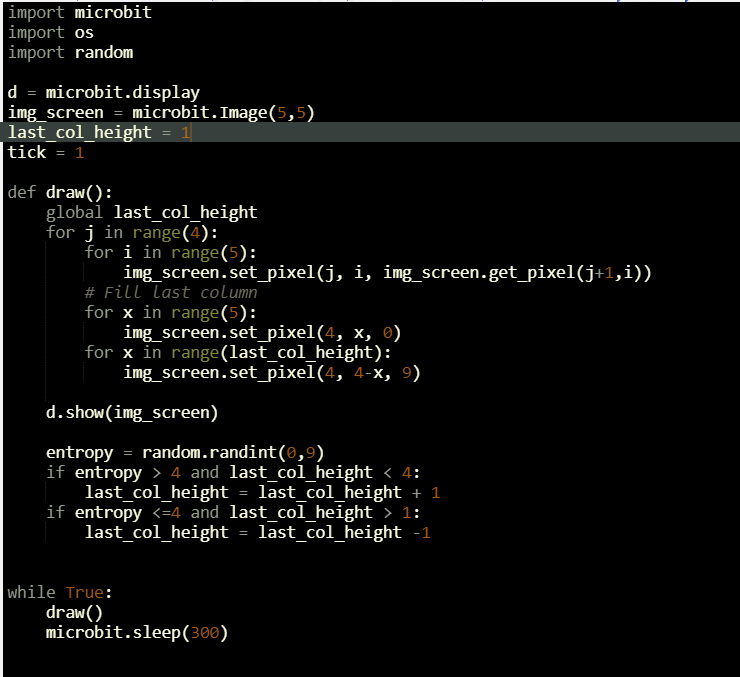 import microbit
import os
import random

d = microbit.display
img_screen = microbit.Image(5,5)
last_col_height = 1
tick = 1

def draw():
    global last_col_height
    for j in range(4):
        for i in range(5):
            img_screen.set_pixel(j, i, img_screen.get_pixel(j+1,i))
        # Fill last column
        for x in range(5):
            img_screen.set_pixel(4, x, 0)
        for x in range(last_col_height):
            img_screen.set_pixel(4, 4-x, 9)

    d.show(img_screen)

    entropy = random.randint(0,9)
    if entropy > 4 and last_col_height < 4:
        last_col_height = last_col_height + 1
    if entropy <=4 and last_col_height > 1:
        last_col_height = last_col_height -1


while True:
    draw()
    microbit.sleep(300)